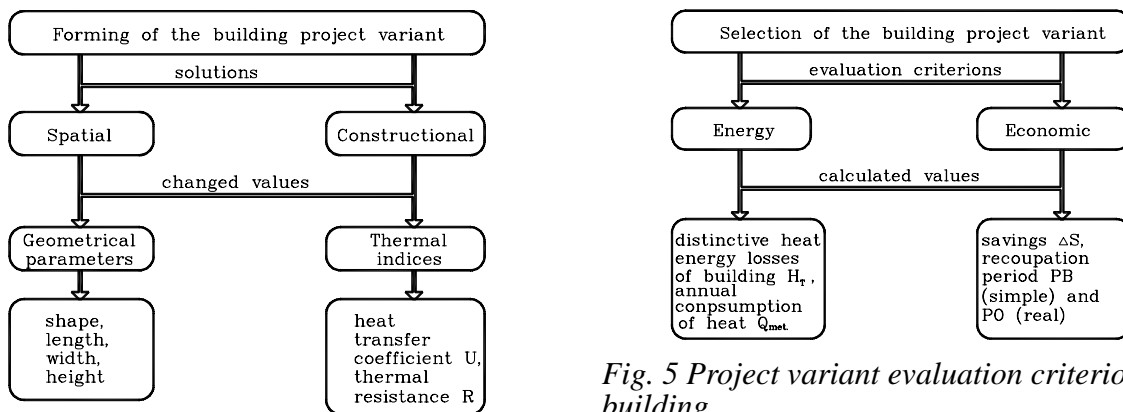 Forming of the building project variant
solutions
Spatial
Constructional
changed values
Geometrical
parameters
Thermal
indices
shape,
length,
width,
height
heat
transfer
coefficient U,
thermal
resistance R
Selection of the building project variant
evaluation criterions
Energy
Economic
calculated values
distinctive heat
energy losses
of building H_T,
annual
conpsumption
of heat Q_met.
savings ΔS,
recoupation
period PB
(simple) and
PO (real)
Fig. 5 Project variant evaluation criterio
building